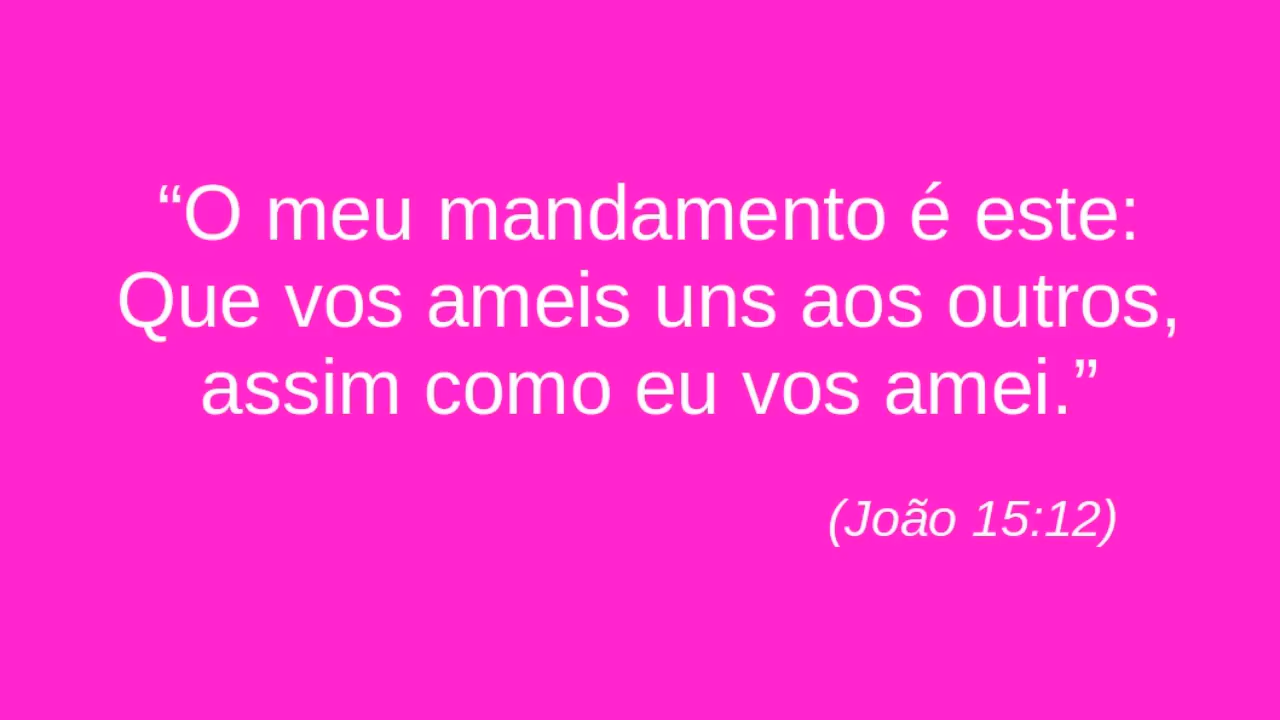 “O meu mandamento é este:
Que vos ameis uns aos outros,
assim como eu vos amei.”
(João 15:12)